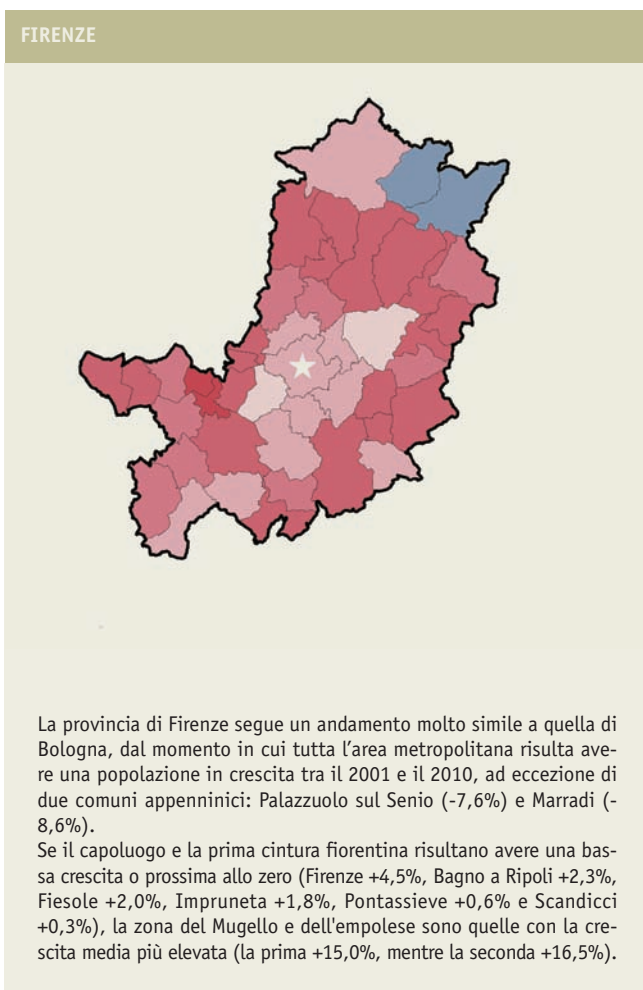 FIRENZE
La provincia di Firenze segue un andamento molto simile a quella di
Bologna, dal momento in cui tutta l’area metropolitana risulta ave-
re una popolazione in crescita tra il 2001 e il 2010, ad eccezione di
due comuni appenninici: Palazzuolo sul Senio (-7,6%) e Marradi (-
8,6%).
Se il capoluogo e la prima cintura fiorentina risultano avere una bas-
sa crescita o prossima allo zero (Firenze +4,5%, Bagno a Ripoli +2,3%,
Fiesole +2,0%, Impruneta +1,8%, Pontassieve +0,6% e Scandicci
+0,3%), la zona del Mugello e dell'empolese sono quelle con la cre-
scita media più elevata (la prima +15,0%, mentre la seconda +16,5%).